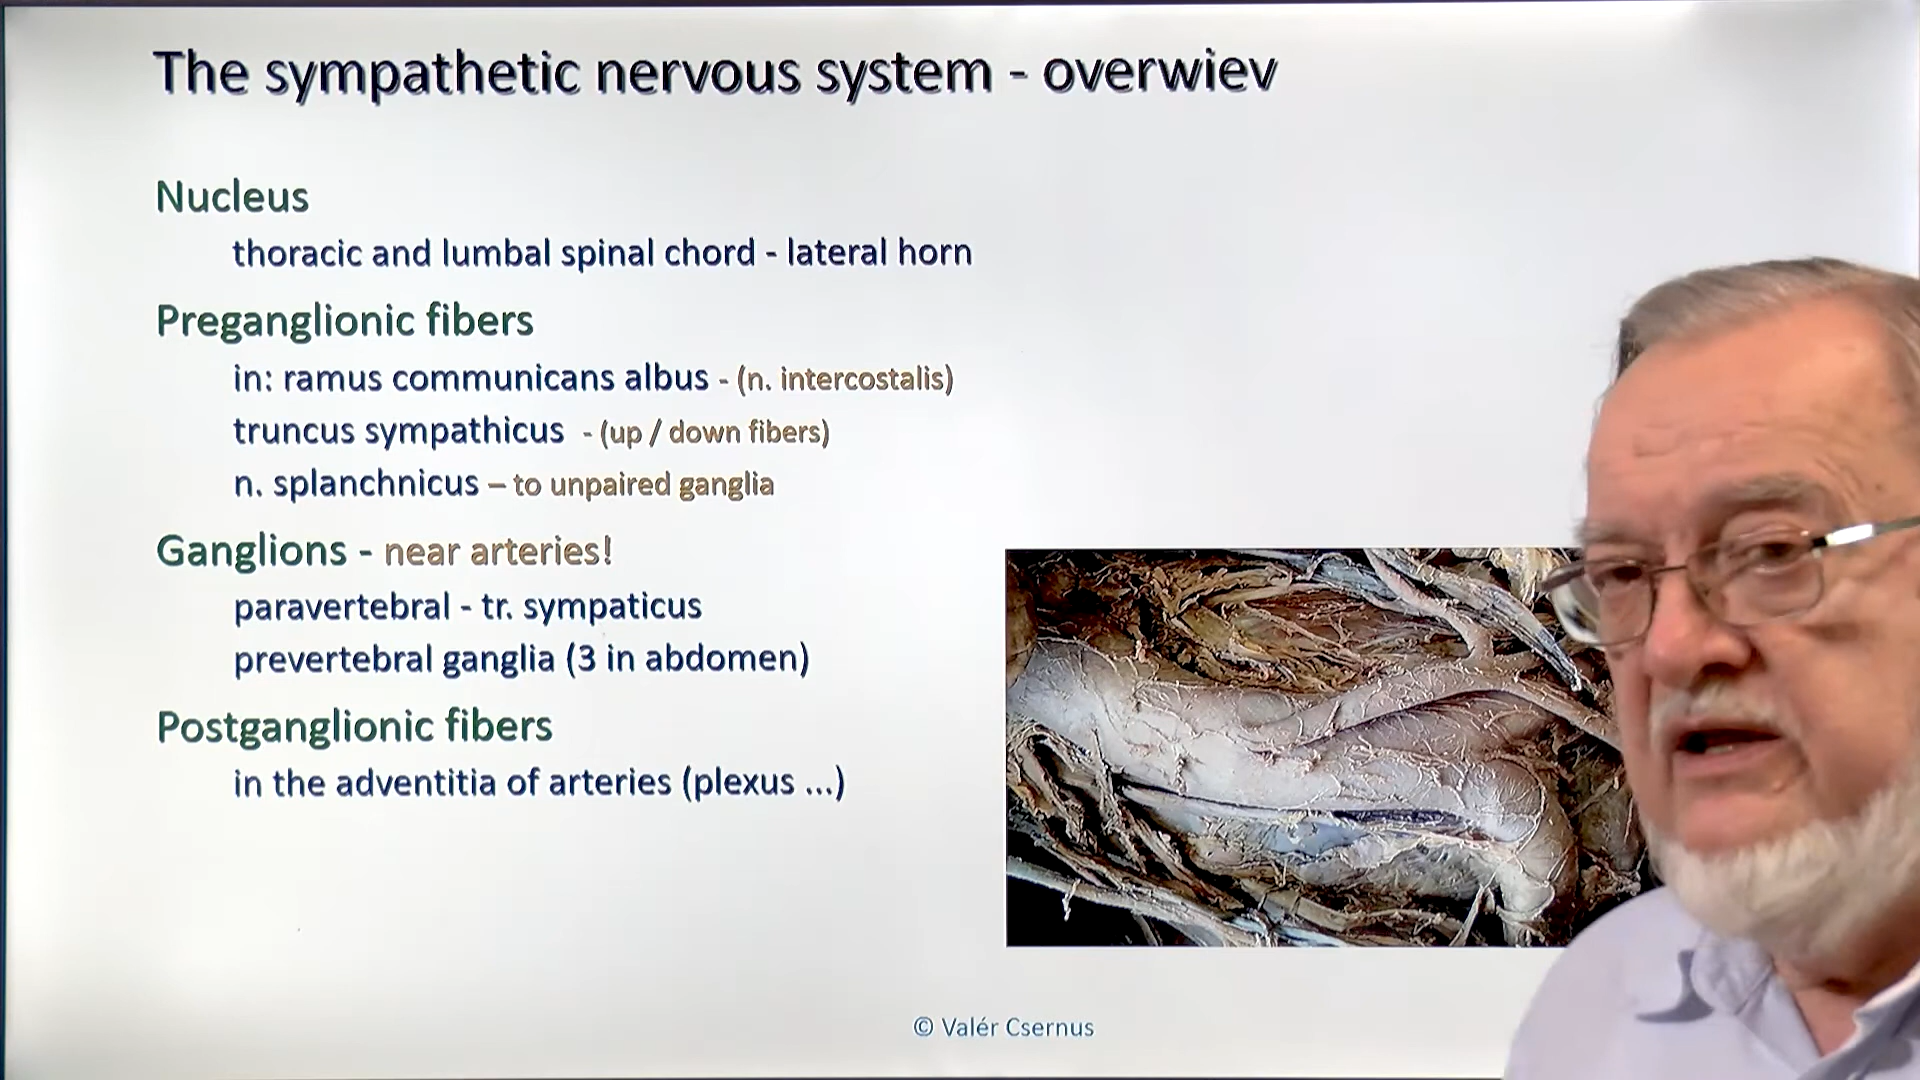 The sympathetic nervous system - overwiev
Nucleus
thoracic and lumbal spinal chord - lateral horn
Preganglionic fibers
in: ramus communicans albus - (n. intercostalis)
truncus sympathicus - (up / down fibers)
n. splanchnicus – to unpaired ganglia
Ganglions - near arteries!
paravertebral - tr. sympaticus
prevertebral ganglia (3 in abdomen)
Postganglionic fibers
in the adventitia of arteries (plexus ...)
© Valér Csernus